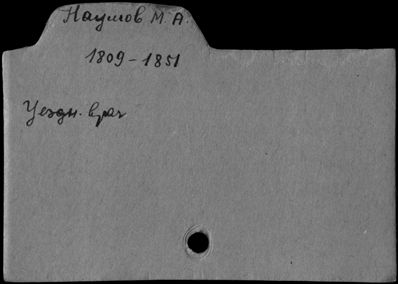 Наумов М. А.
1809-1851
Уездн. врач